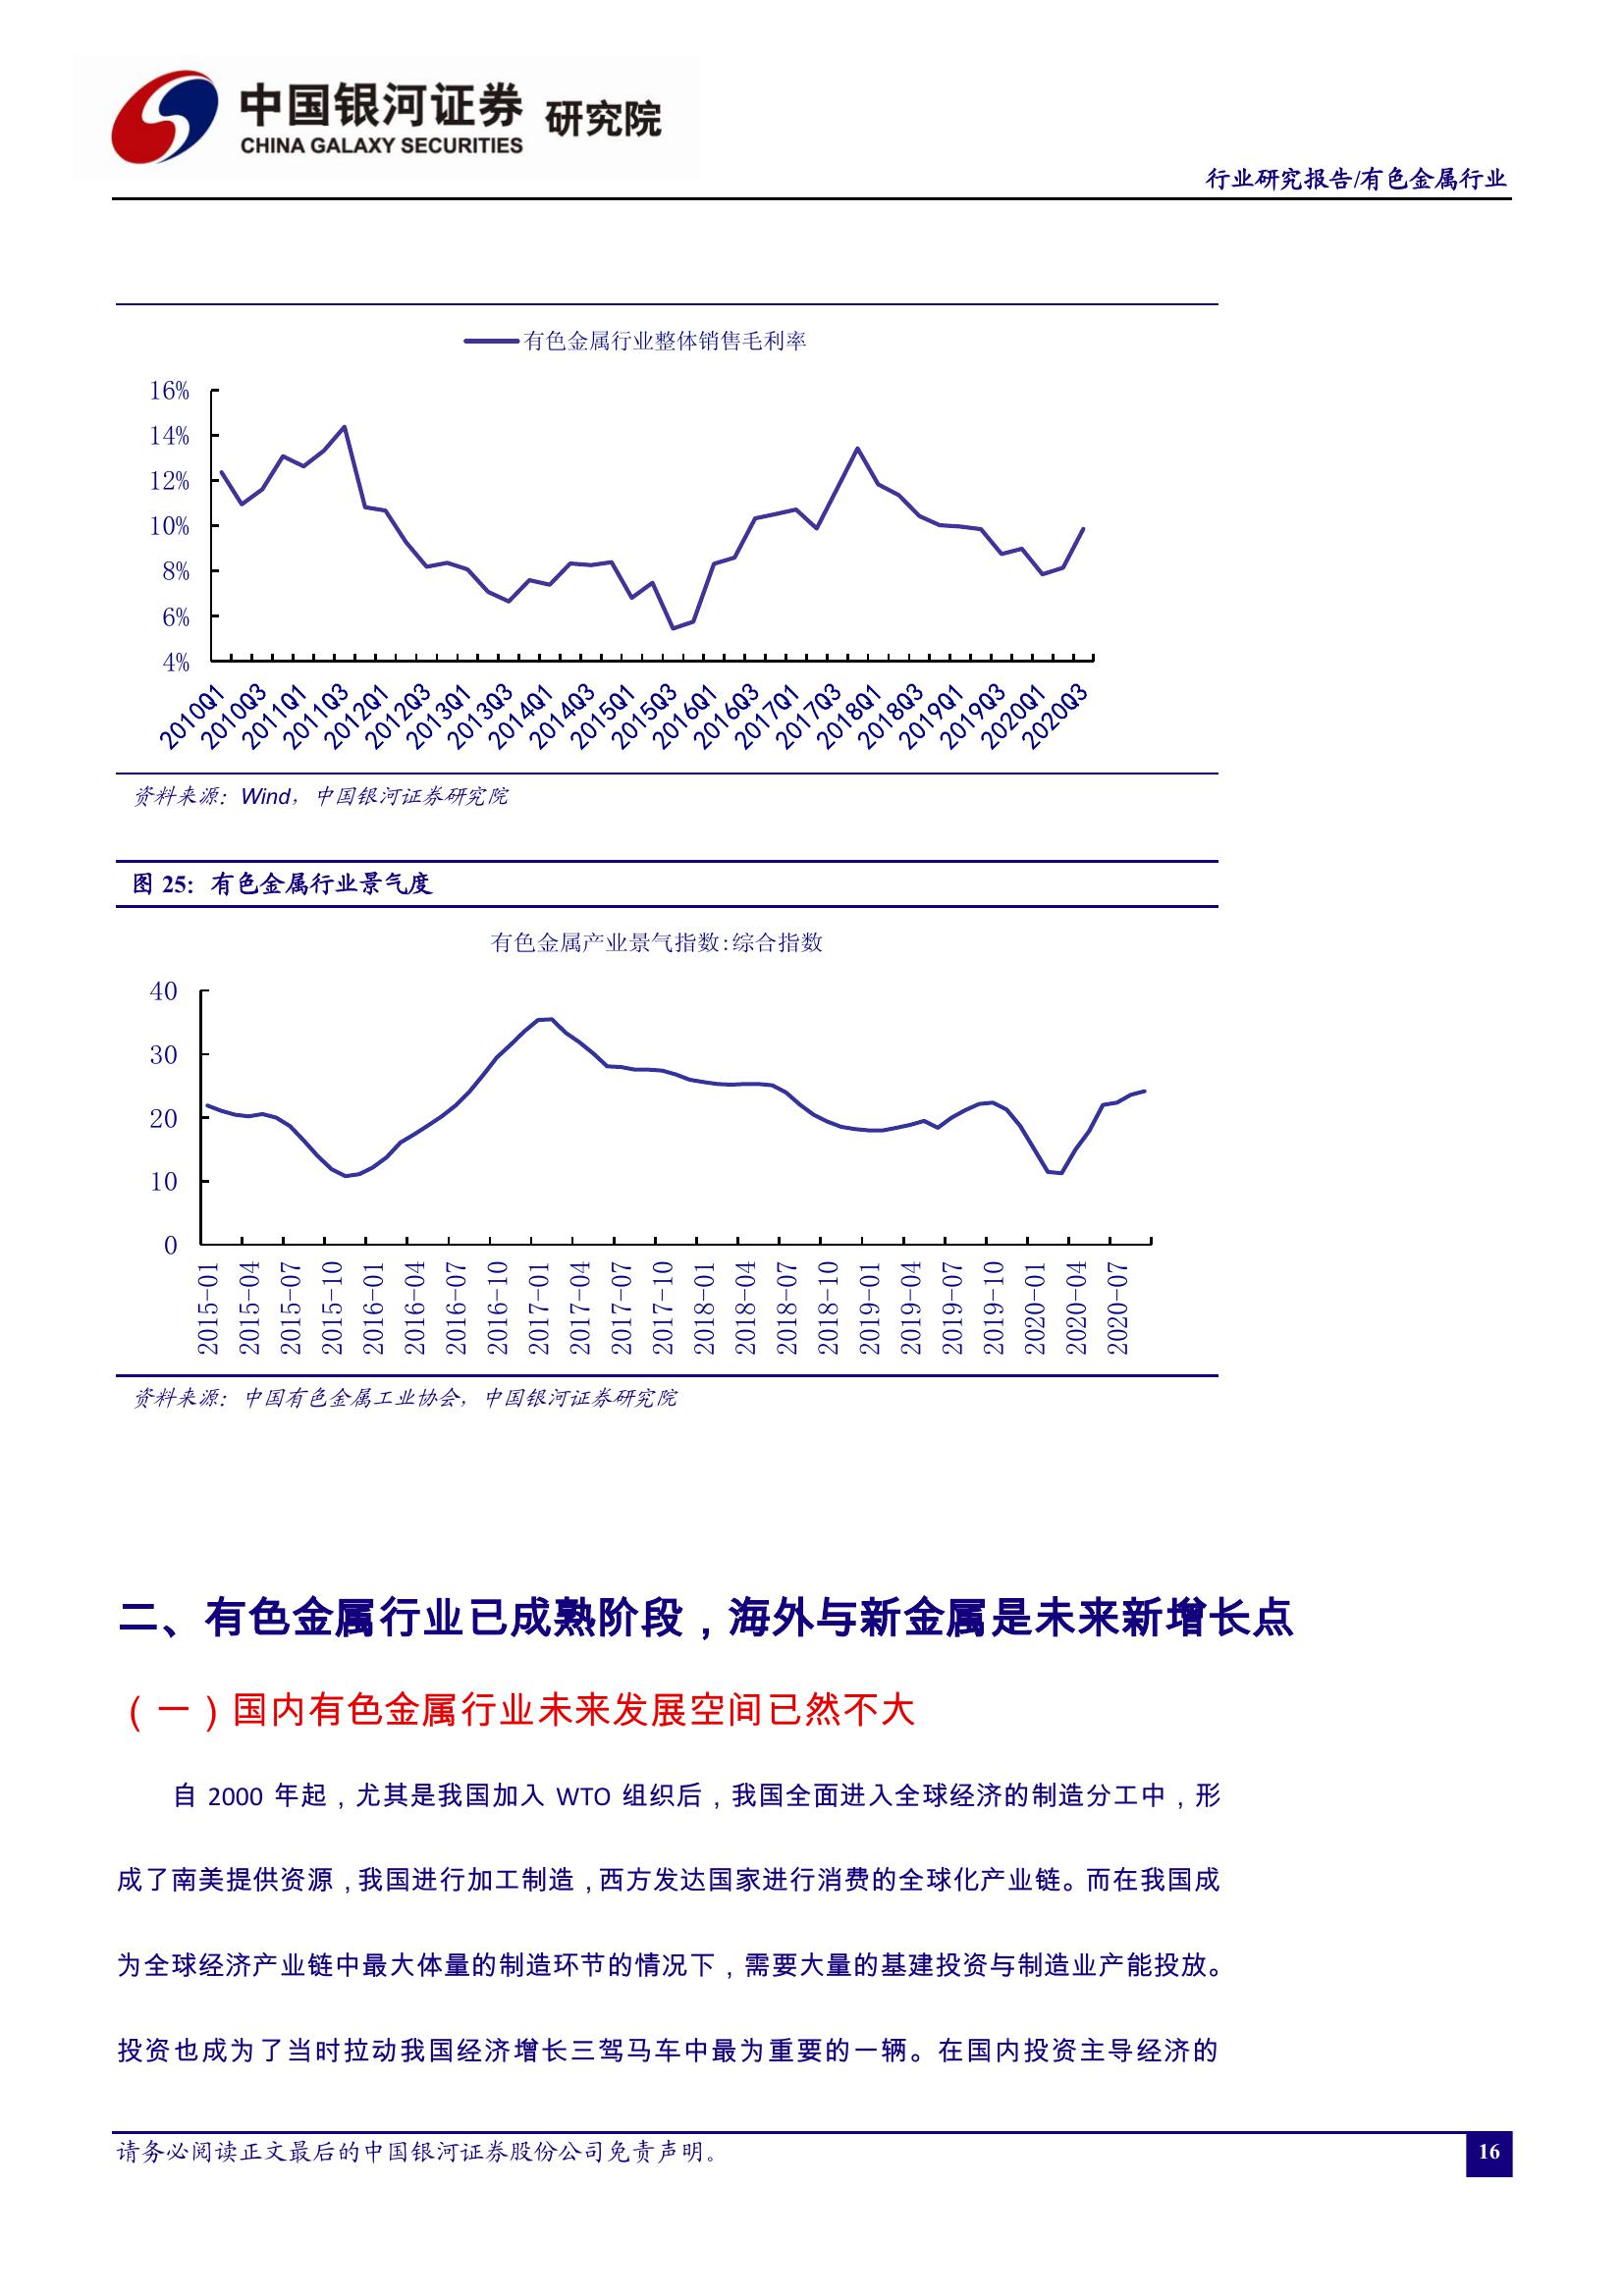 中国银河证券 研究院
CHINA GALAXY SECURITIES
行业研究报告/有色金属行业
有色金属行业整体销售毛利率
16%
14%
12%
10%
8%
6%
4%
2010Q1
2010Q3
2011Q1
2011Q3
2012Q1
2012Q3
2013Q1
2013Q3
2014Q1
2014Q3
2015Q1
2015Q3
2016Q1
2016Q3
2017Q1
2017Q3
2018Q1
2018Q3
2019Q1
2019Q3
2020Q1
2020Q3
资料来源：Wind，中国银河证券研究院
图 25：有色金属行业景气度
有色金属产业景气指数:综合指数
40
30
20
10
0
2015-01
2015-04
2015-07
2015-10
2016-01
2016-04
2016-07
2016-10
2017-01
2017-04
2017-07
2017-10
2018-01
2018-04
2018-07
2018-10
2019-01
2019-04
2019-07
2019-10
2020-01
2020-04
2020-07
资料来源：中国有色金属工业协会，中国银河证券研究院
二、有色金属行业已成熟阶段，海外与新金属是未来新增长点
（一）国内有色金属行业未来发展空间已然不大
自 2000 年起，尤其是我国加入 WTO 组织后，我国全面进入全球经济的制造分工中，形
成了南美提供资源，我国进行加工制造，西方发达国家进行消费的全球化产业链。而在我国成
为全球经济产业链中最大体量的制造环节的情况下，需要大量的基建投资与制造业产能投放。
投资也成为了当时拉动我国经济增长三驾马车中最为重要的一辆。在国内投资主导经济的
请务必阅读正文最后的中国银河证券股份公司免责声明。
16